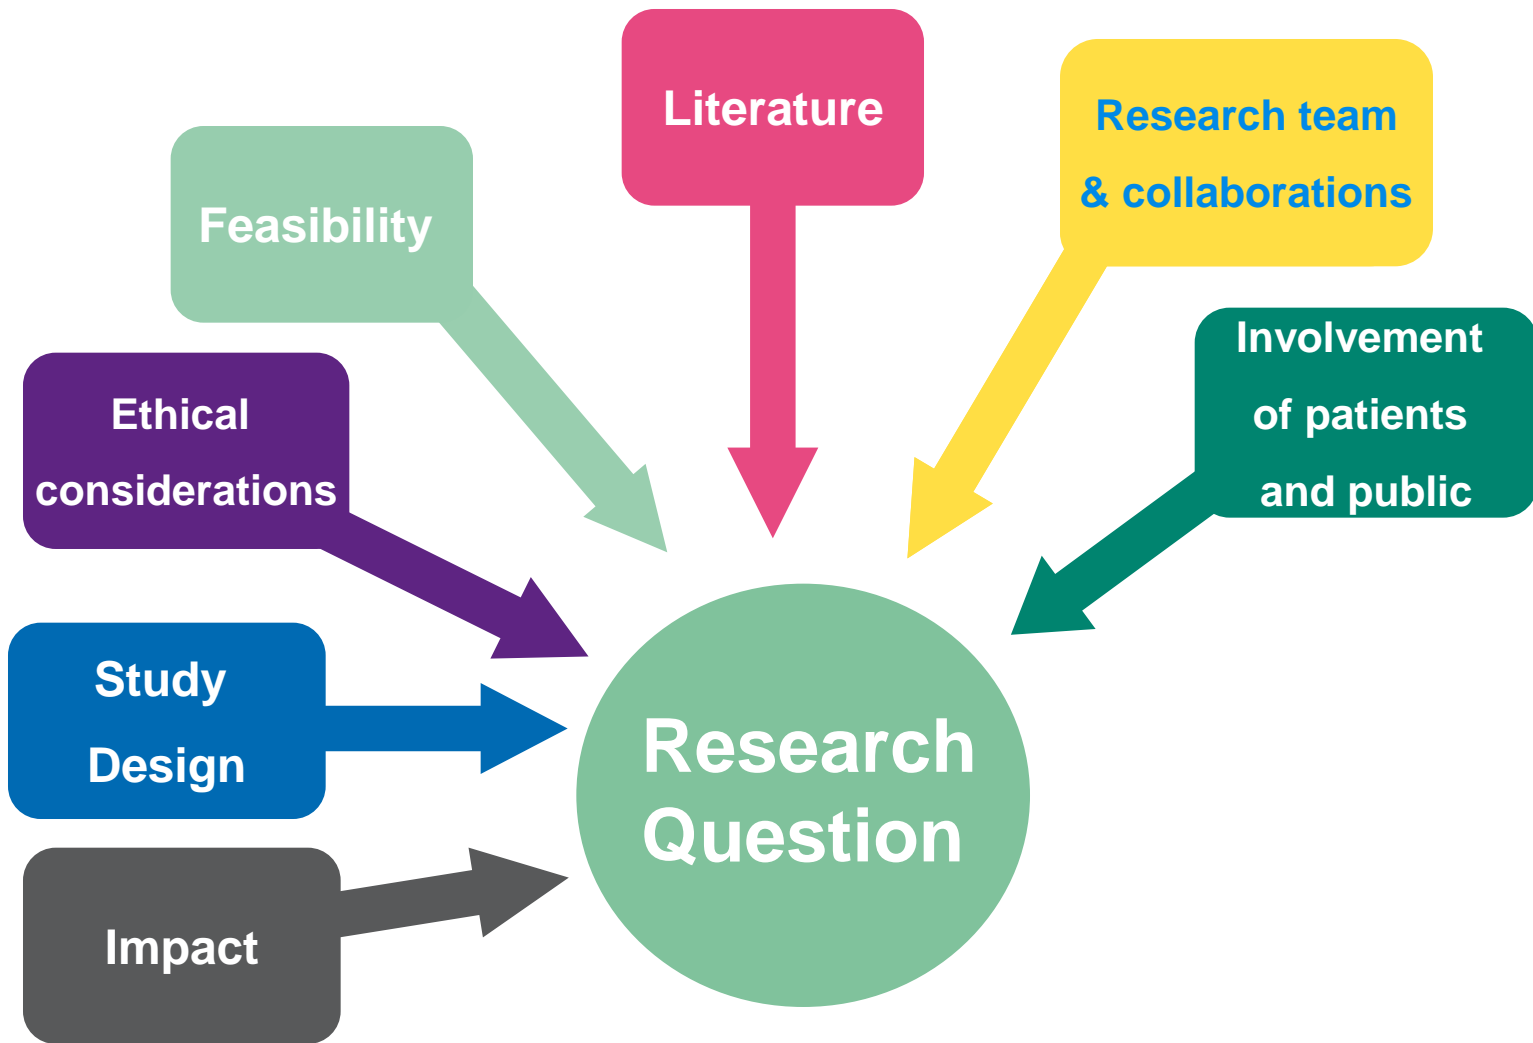 Literature
Research team
& collaborations
Feasibility
Involvement
of patients
and public
Ethical
considerations
Study
Design
Research
Question
Impact